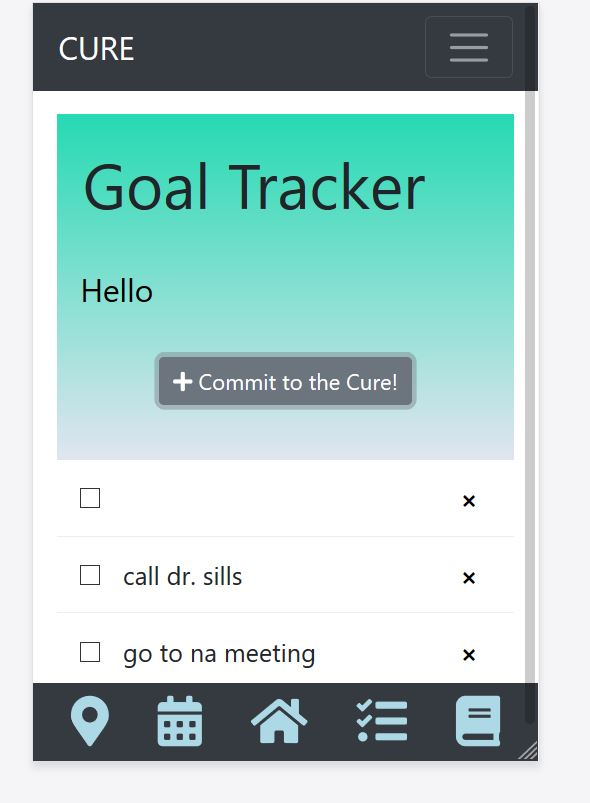 CURE
Goal Tracker
Hello
Commit to the Cure!
call dr. sills
go to na meeting